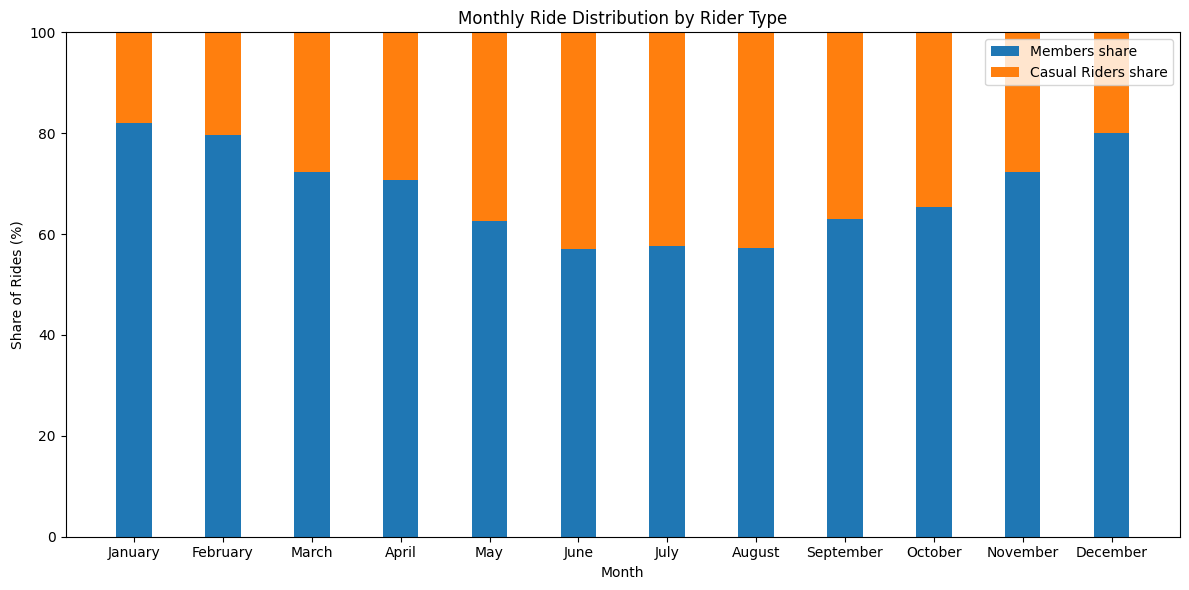 Monthly Ride Distribution by Rider Type
Members share
Casual Riders share
Share of Rides (%)
100
80
60
40
20
0
January February March April May June July August September October November December
Month